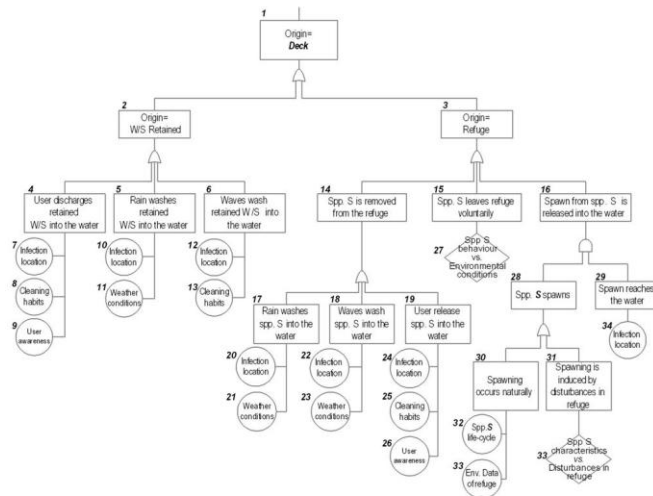 1
Origin=
Deck
2
Origin=
W/S Retained
3
Origin=
Refuge
4
User discharges
retained
W/S into the water
5
Rain washes
retained
W/S into the water
6
Waves wash
retained W/S into
the water
14
Spp. S is removed
from the refuge
15
Spp. S leaves refuge
voluntarily
16
Spawn from spp. S is
released into the water
7
Infection
location
8
Cleaning
habits
9
User
awareness
10
Infection
location
11
Weather
conditions
12
Infection
location
13
Cleaning
habits
27
Spp S
behaviour
vs.
Environmental
conditions
28
Spp. S spawns
29
Spawn reaches
the water
34
Infection
location
17
Rain washes
spp. S into the
water
18
Waves wash
spp. S into the
water
19
User release
spp. S into the
water
20
Infection
location
21
Weather
conditions
22
Infection
location
23
Weather
conditions
24
Infection
location
25
Cleaning
habits
26
User
awareness
30
Spawning
occurs naturally
31
Spawning is
induced by
disturbances in
refuge
32
Spp.S
life-cycle
33
Env. Data
of refuge
33
Spp S
characteristics
vs.
Disturbances in
refuge